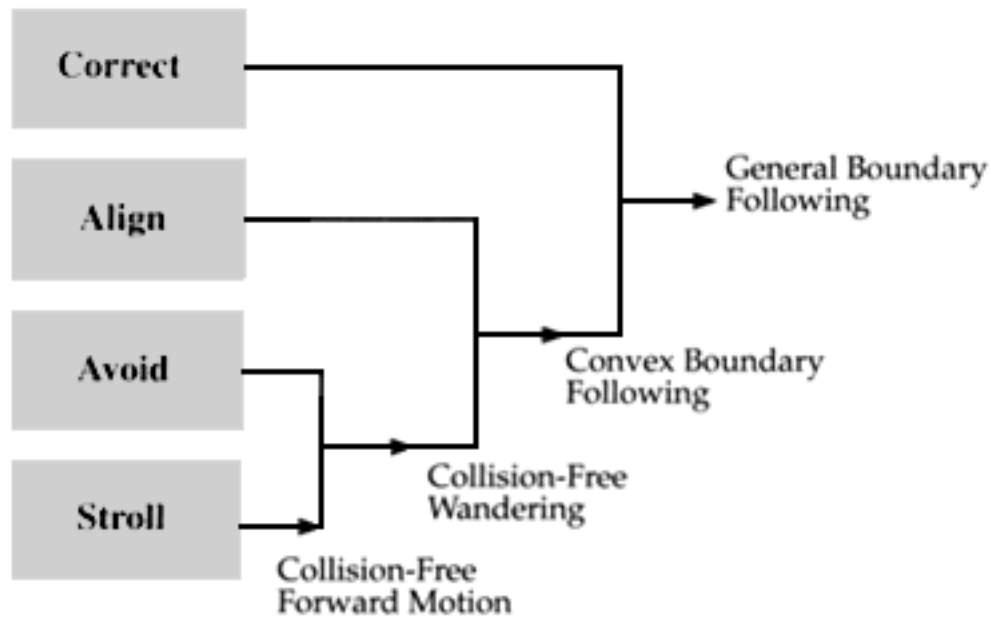 Correct
General Boundary
Following
Align
Convex Boundary
Following
Avoid
Collision-Free
Wandering
Stroll
Collision-Free
Forward Motion